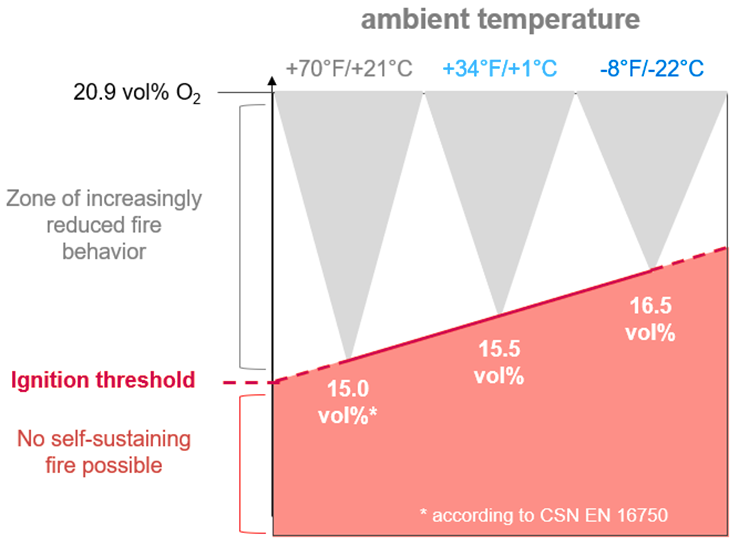 ambient temperature
+70°F/+21°C +34°F/+1°C -8°F/-22°C
20.9 vol% O₂
Zone of increasingly
reduced fire
behavior
16.5
vol%
15.5
vol%
Ignition threshold
15.0
vol%*
No self-sustaining
fire possible
* according to CSN EN 16750